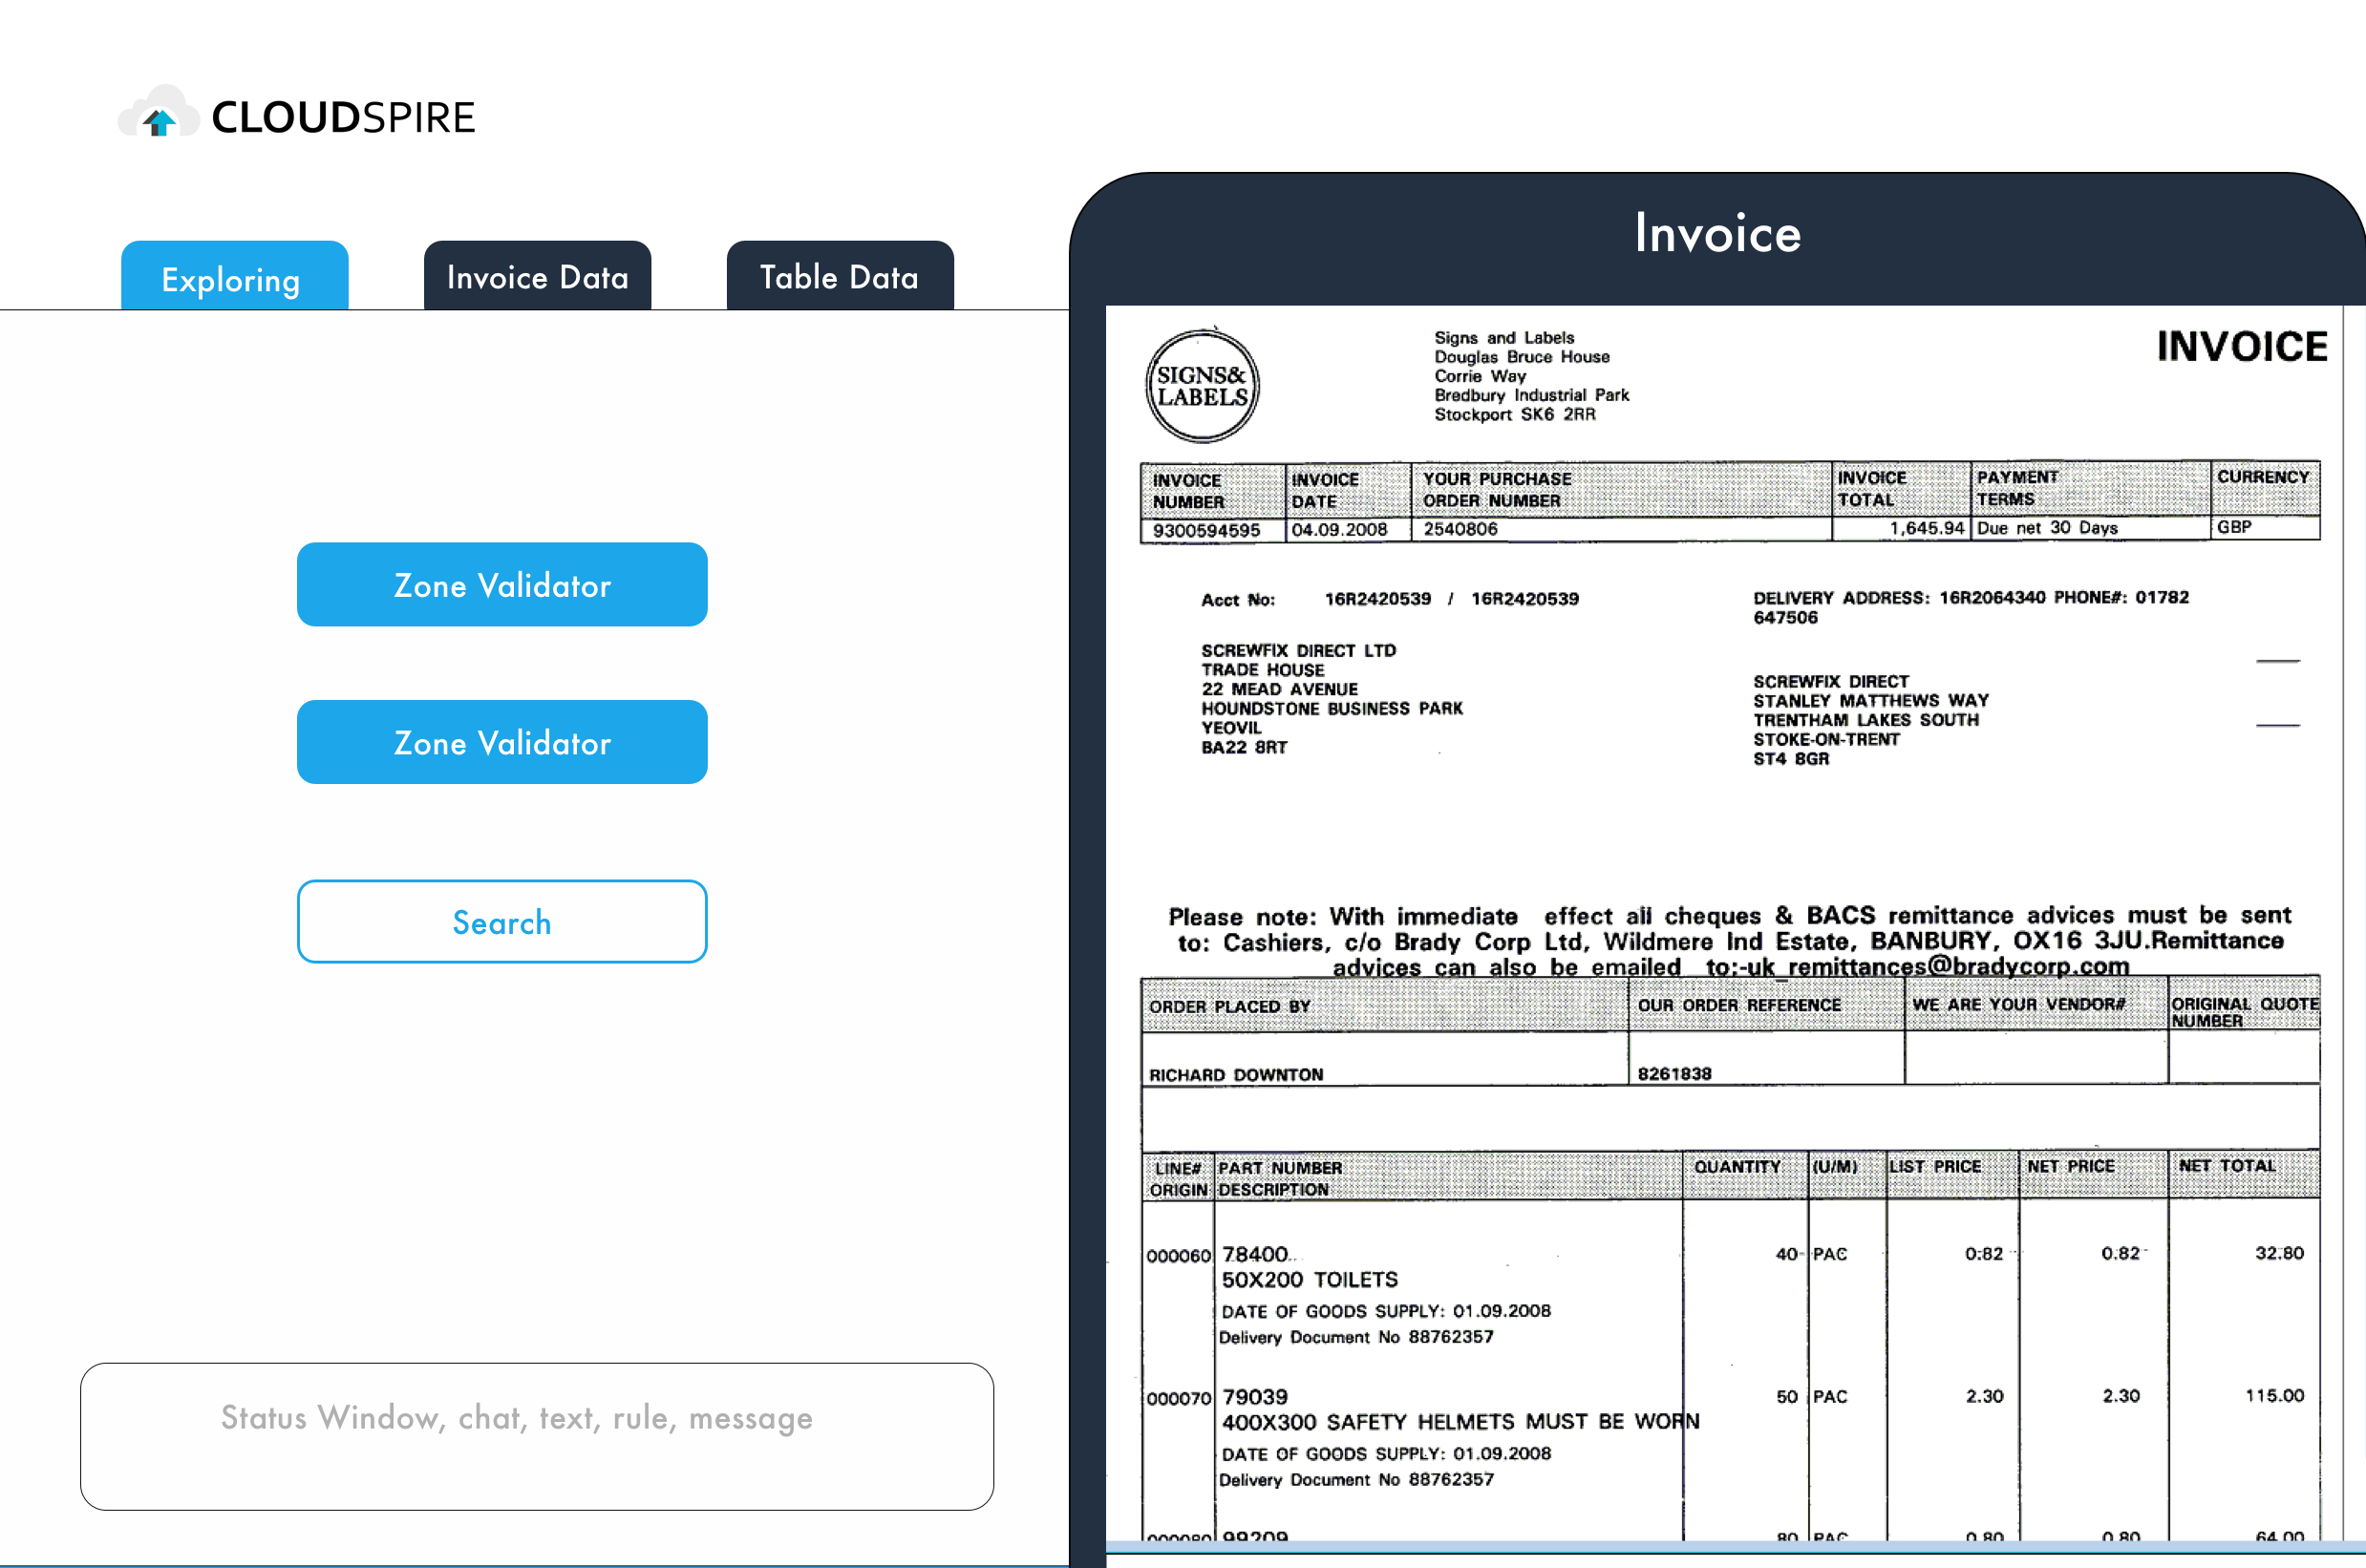 CLOUDSPIRE
Exploring
Invoice Data
Table Data
Zone Validator
Zone Validator
Search
Status Window, chat, text, rule, message
Invoice
SIGNS&
LABELS
Signs and Labels
Douglas Bruce House
Corrie Way
Bredbury Industrial Park
Stockport SK6 2RR
INVOICE
INVOICE NUMBER INVOICE DATE YOUR PURCHASE ORDER NUMBER INVOICE TOTAL PAYMENT TERMS CURRENCY
9300594595 04.09.2008 2540806 1,645.94 Due net 30 Days GBP
Acct No: 16R2420539 / 16R2420539
SCREWFIX DIRECT LTD
TRADE HOUSE
22 MEAD AVENUE
HOUNDSTONE BUSINESS PARK
YEOVIL
BA22 8RT
DELIVERY ADDRESS: 16R2064340 PHONE#: 01782
647506
SCREWFIX DIRECT
STANLEY MATTHEWS WAY
TRENTHAM LAKES SOUTH
STOKE-ON-TRENT
ST4 8GR
Please note: With immediate effect all cheques & BACS remittance advices must be sent
to: Cashiers, c/o Brady Corp Ltd, Wildmere Ind Estate, BANBURY, OX16 3JU.Remittance
advices can also be emailed to:-uk_remittances@bradycorp.com
ORDER PLACED BY OUR ORDER REFERENCE WE ARE YOUR VENDOR# ORIGINAL QUOTE NUMBER
RICHARD DOWNTON 8261838
LINE# PART NUMBER QUANTITY (U/M) LIST PRICE NET PRICE NET TOTAL
ORIGIN DESCRIPTION
000060 78400 40 PAC 0.82 0.82 32.80
50X200 TOILETS
DATE OF GOODS SUPPLY: 01.09.2008
Delivery Document No 88762357
000070 79039 50 PAC 2.30 2.30 115.00
400X300 SAFETY HELMETS MUST BE WORN
DATE OF GOODS SUPPLY: 01.09.2008
Delivery Document No 88762357
000080 99209 80 PAC 0.80 0.80 64.00